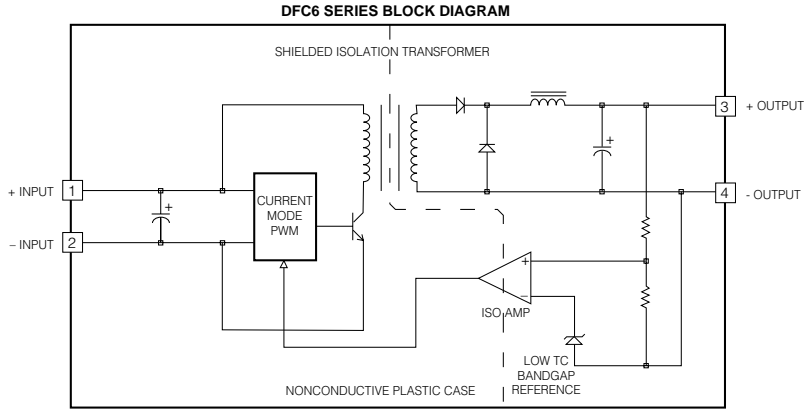 DFC6 SERIES BLOCK DIAGRAM
SHIELDED ISOLATION TRANSFORMER
3
+ OUTPUT
+ INPUT
1
+
CURRENT
MODE
PWM
+
4
- OUTPUT
– INPUT
2
+
–
ISO AMP
LOW TC
BANDGAP
REFERENCE
NONCONDUCTIVE PLASTIC CASE